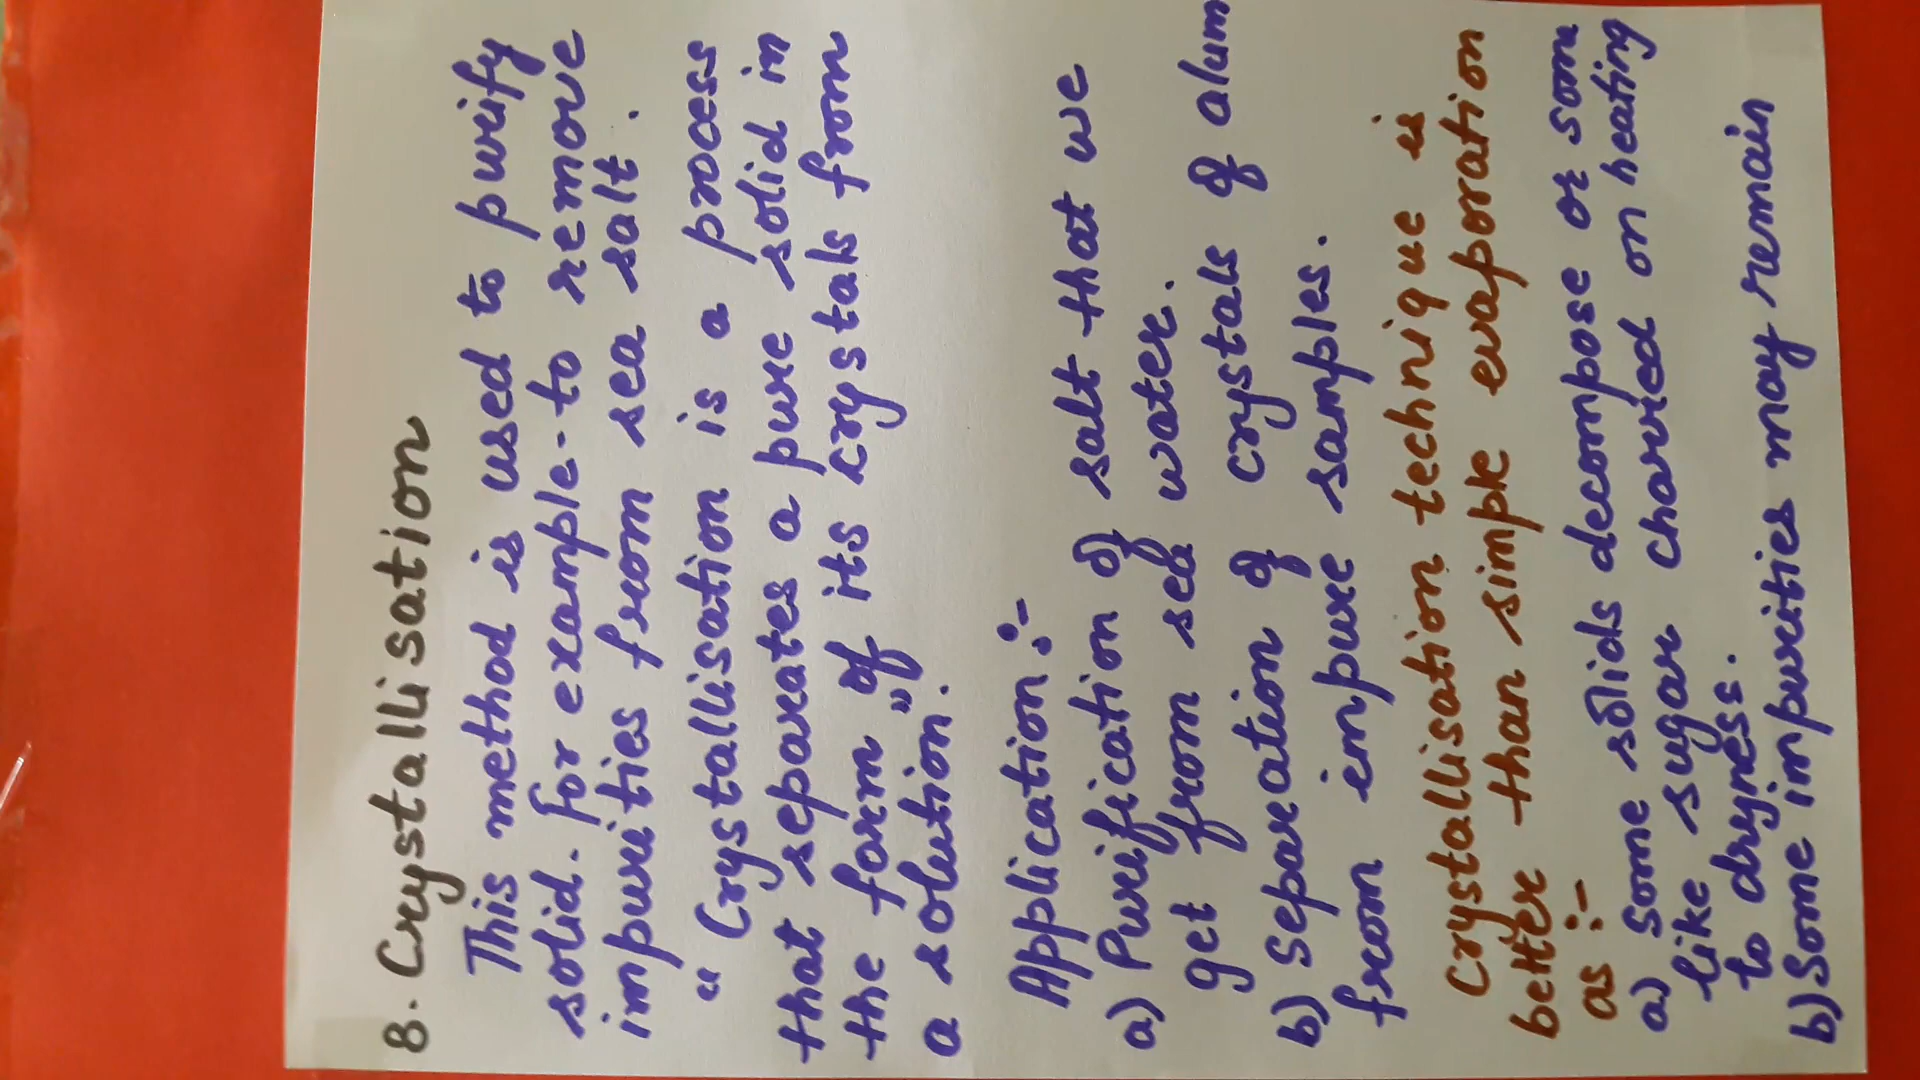 8. Crystallisation
This method is used to purify
solid. For example - to remove
impurities from sea salt.
"Crystallisation is a process
that separates a pure solid in
the form "of its crystals from
a solution."
Application :-
a) Purification of salt that we
get from sea water.
b) Separation of crystals of alum
from impure samples.
Crystallisation technique is
better than simple evaporation
as :-
a) Some solids decompose or some
like sugar charried on heating
to dryness.
b) Some impurities may remain